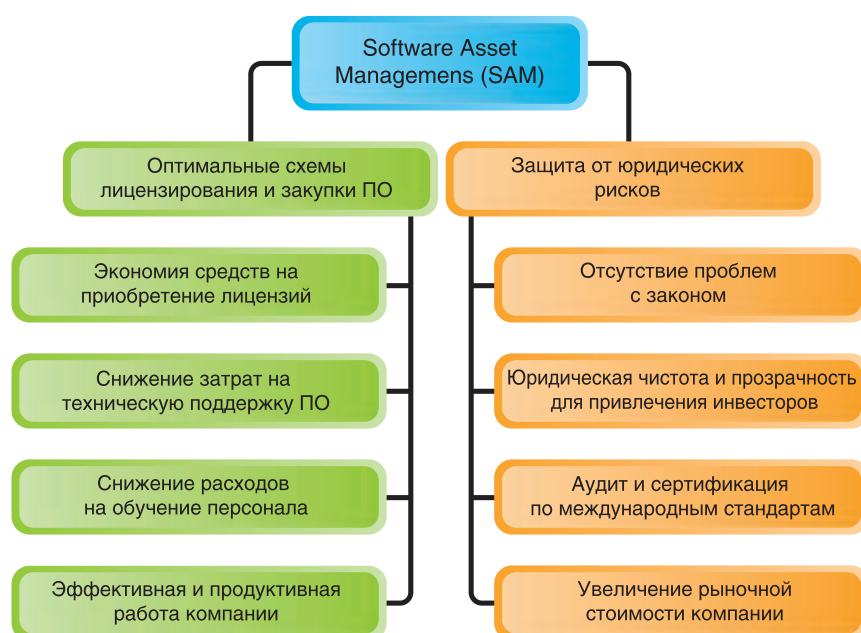 Software Asset
Managemens (SAM)
Оптимальные схемы
лицензирования и закупки ПО
Экономия средств на
приобретение лицензий
Снижение затрат на
техническую поддержку ПО
Снижение расходов
на обучение персонала
Эффективная и продуктивная
работа компании
Защита от юридических
рисков
Отсутствие проблем
с законом
Юридическая чистота и прозрачность
для привлечения инвесторов
Аудит и сертификация
по международным стандартам
Увеличение рыночной
стоимости компании